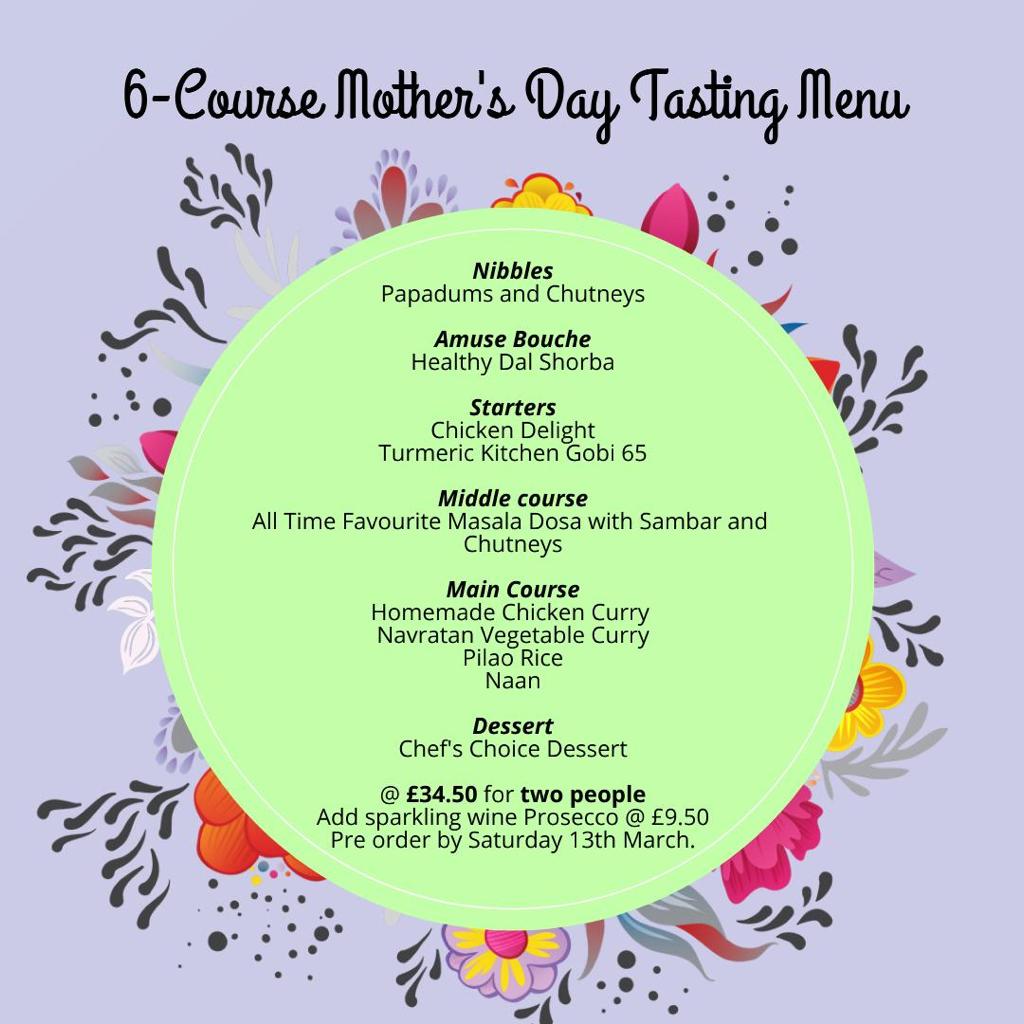 6-Course Mother's Day Tasting Menu
Nibbles
Papadums and Chutneys
Amuse Bouche
Healthy Dal Shorba
Starters
Chicken Delight
Turmeric Kitchen Gobi 65
Middle course
All Time Favourite Masala Dosa with Sambar and
Chutneys
Main Course
Homemade Chicken Curry
Navratan Vegetable Curry
Pilao Rice
Naan
Dessert
Chef's Choice Dessert
@ £34.50 for two people
Add sparkling wine Prosecco @ £9.50
Pre order by Saturday 13th March.